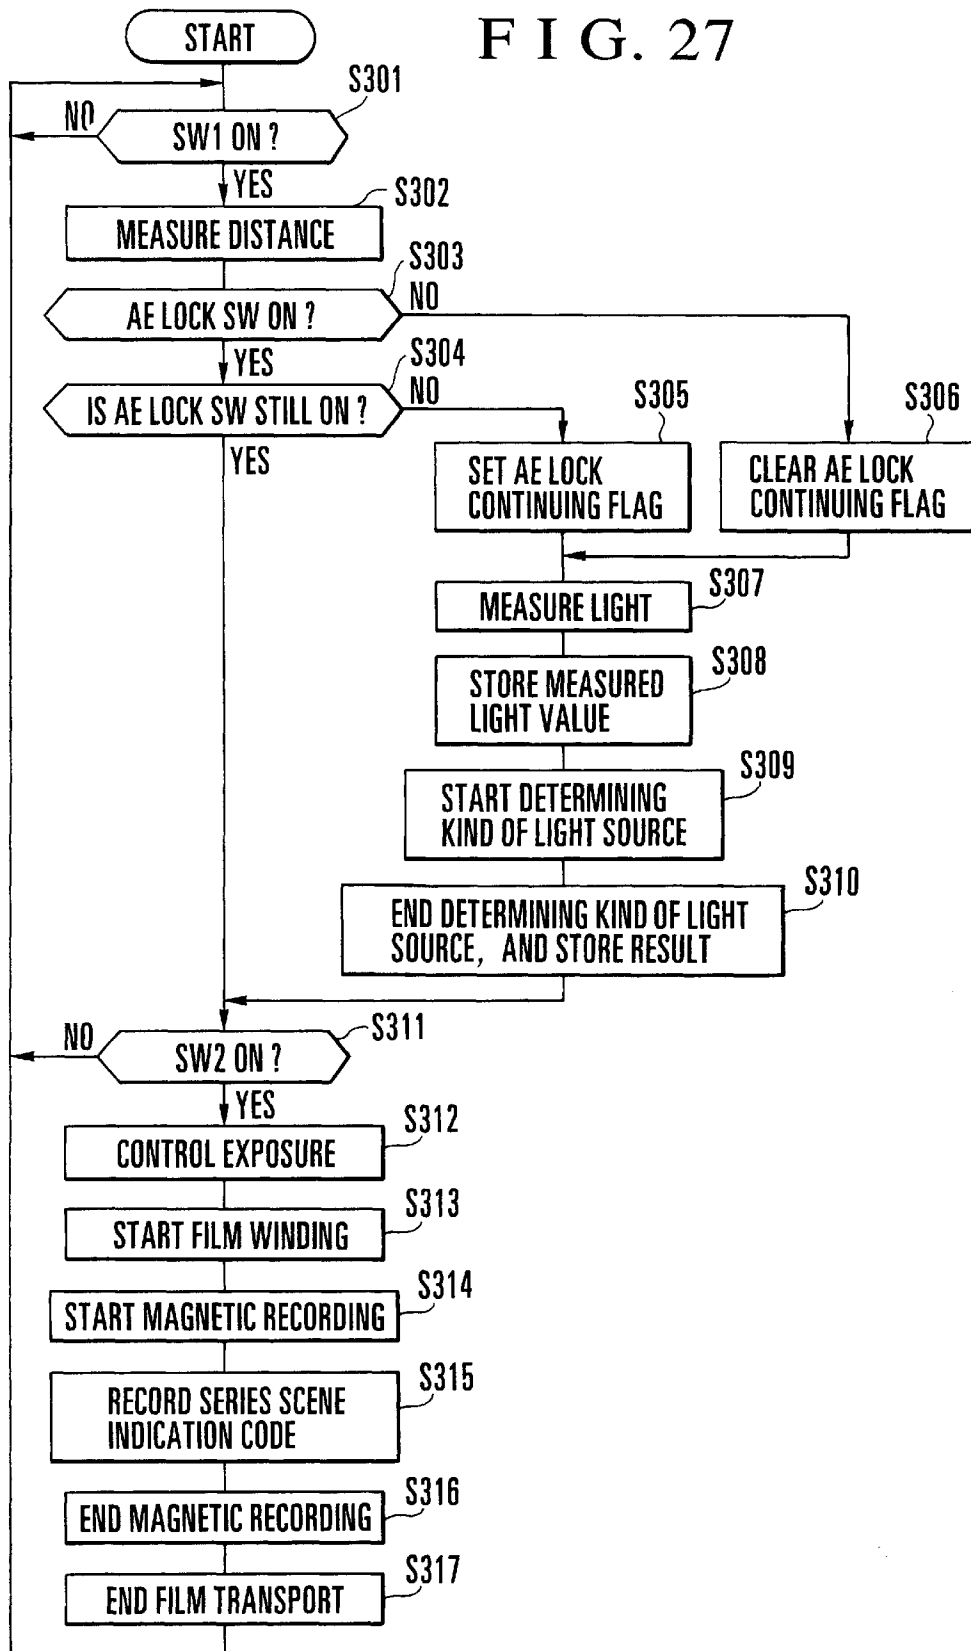 START
F I G. 27
S301
NO
SW1 ON ?
YES
S302
MEASURE DISTANCE
S303
AE LOCK SW ON ?
NO
YES
S304
IS AE LOCK SW STILL ON ?
NO
YES
S305
SET AE LOCK
CONTINUING FLAG
S306
CLEAR AE LOCK
CONTINUING FLAG
S307
MEASURE LIGHT
S308
STORE MEASURED
LIGHT VALUE
S309
START DETERMINING
KIND OF LIGHT SOURCE
S310
END DETERMINING KIND OF LIGHT
SOURCE, AND STORE RESULT
S311
NO
SW2 ON ?
YES
S312
CONTROL EXPOSURE
S313
START FILM WINDING
S314
START MAGNETIC RECORDING
S315
RECORD SERIES SCENE
INDICATION CODE
S316
END MAGNETIC RECORDING
S317
END FILM TRANSPORT